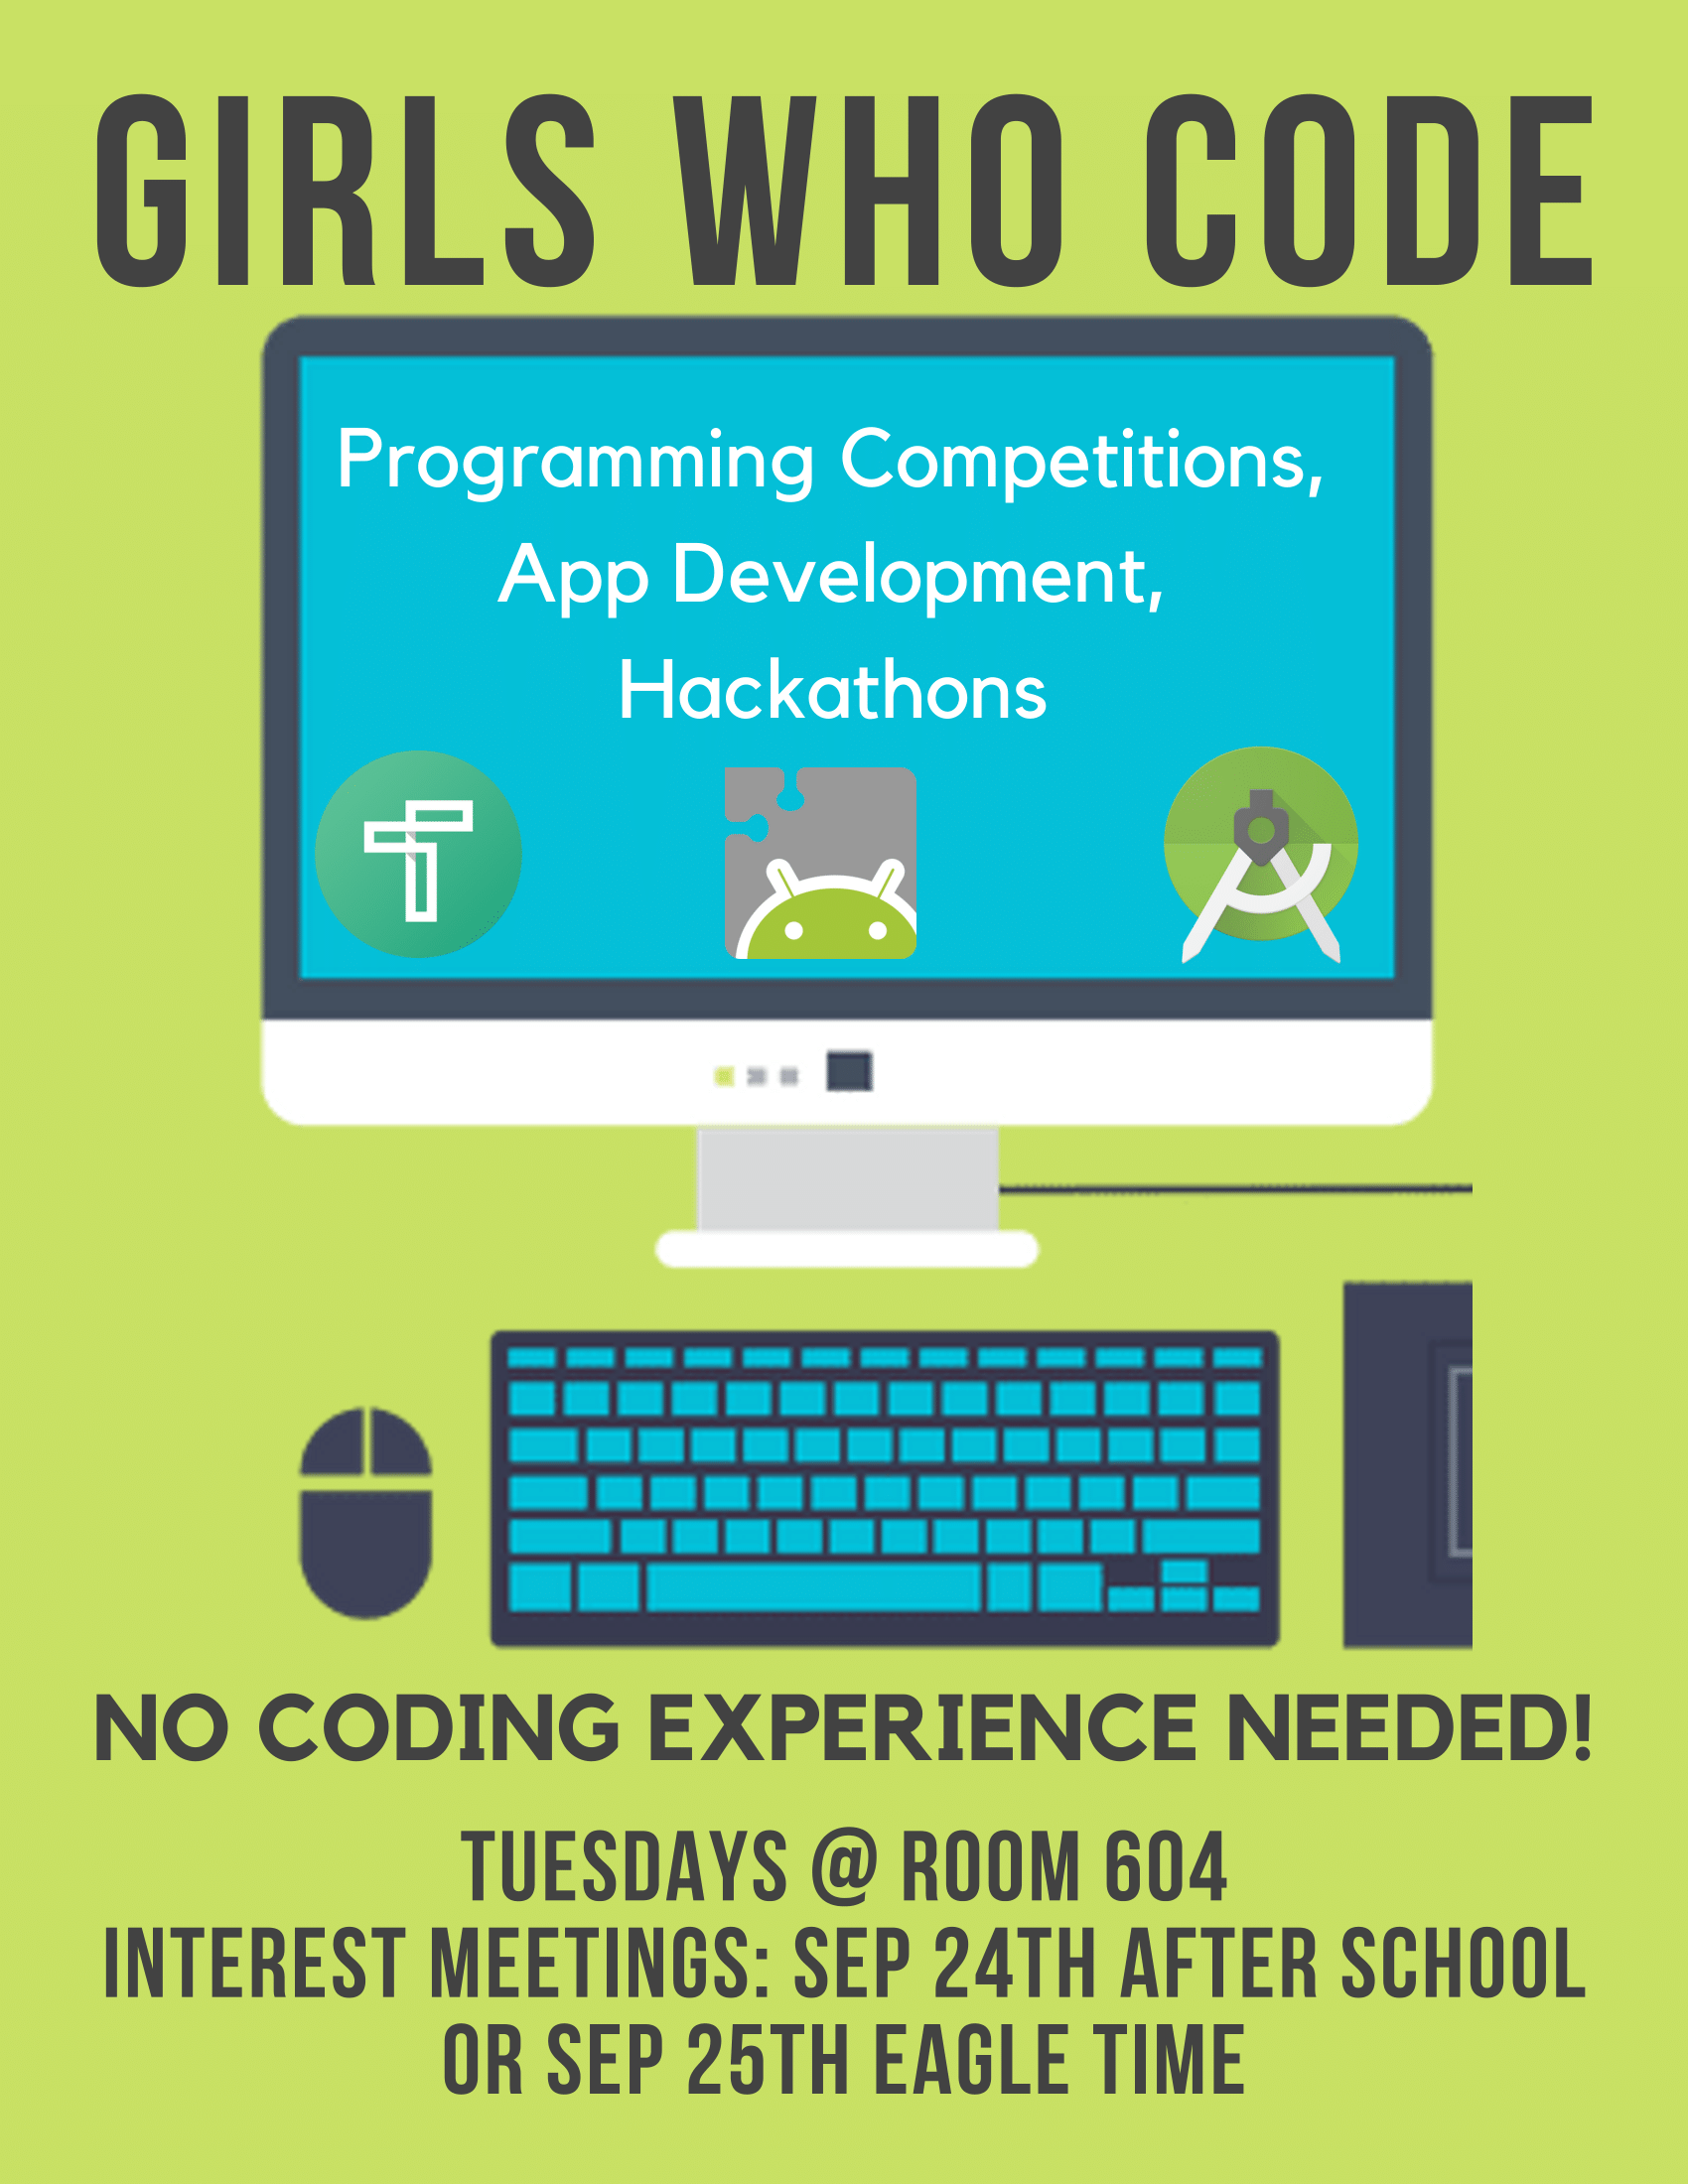 GIRLS WHO CODE
Programming Competitions,
App Development,
Hackathons
NO CODING EXPERIENCE NEEDED!
TUESDAYS @ ROOM 604
INTEREST MEETINGS: SEP 24TH AFTER SCHOOL
OR SEP 25TH EAGLE TIME